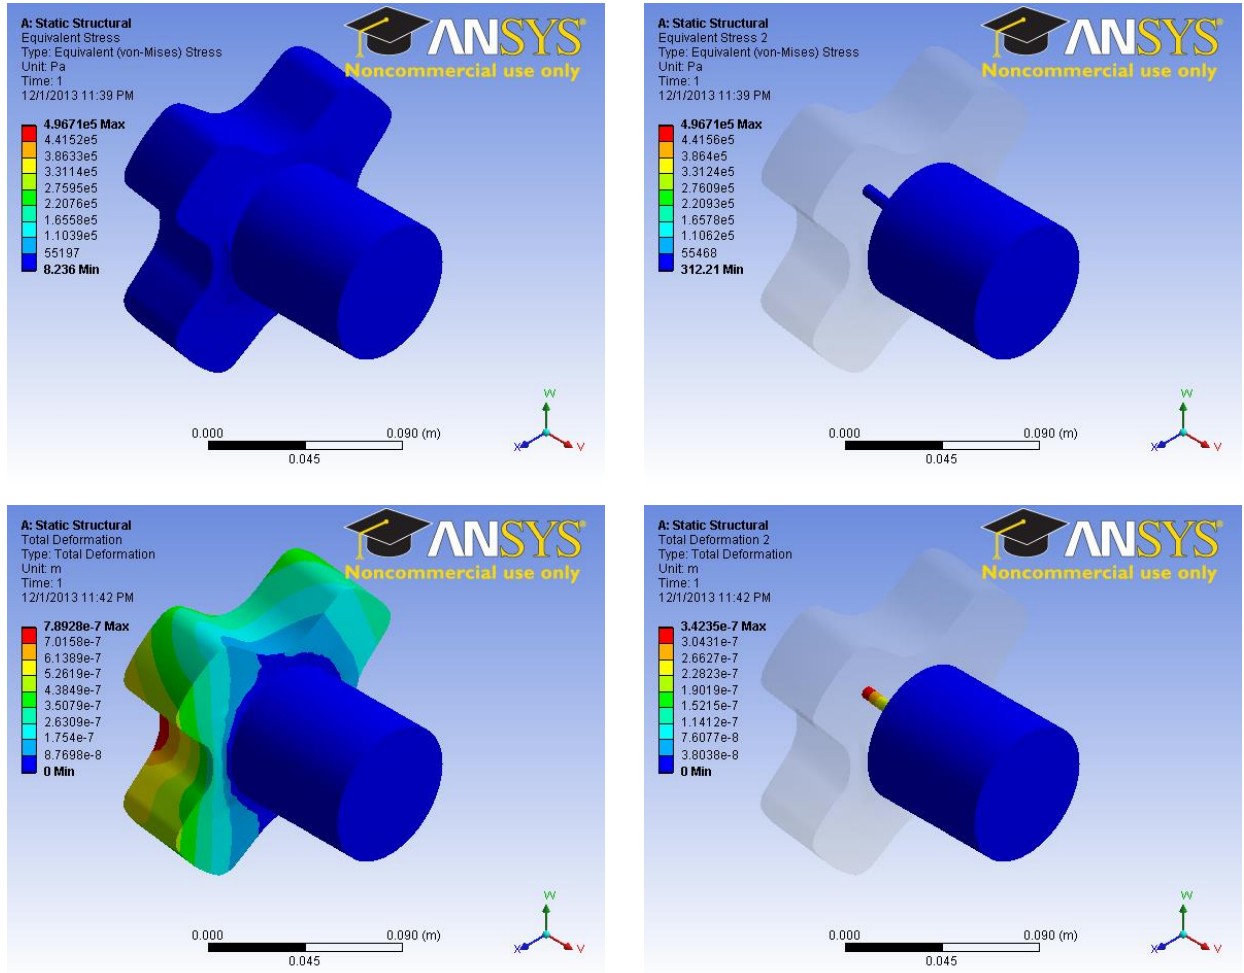 A: Static Structural
Equivalent Stress
Type: Equivalent (von-Mises) Stress
Unit: Pa
Time: 1
12/1/2013 11:39 PM
ANSYS
Noncommercial use only
4.9671e5 Max
4.4152e5
3.8633e5
3.3114e5
2.7595e5
2.2076e5
1.6558e5
1.1039e5
55197
8.236 Min
0.000
0.090 (m)
0.045
W
X
V
A: Static Structural
Equivalent Stress 2
Type: Equivalent (von-Mises) Stress
Unit: Pa
Time: 1
12/1/2013 11:39 PM
ANSYS
Noncommercial use only
4.9671e5 Max
4.4156e5
3.864e5
3.3124e5
2.7609e5
2.2093e5
1.6578e5
1.1062e5
55468
312.21 Min
0.000
0.090 (m)
0.045
W
X
V
A: Static Structural
Total Deformation
Type: Total Deformation
Unit: m
Time: 1
12/1/2013 11:42 PM
ANSYS
Noncommercial use only
7.8928e-7 Max
7.0158e-7
6.1389e-7
5.2619e-7
4.3849e-7
3.5079e-7
2.6309e-7
1.754e-7
8.7698e-8
0 Min
0.000
0.090 (m)
0.045
W
X
V
A: Static Structural
Total Deformation 2
Type: Total Deformation
Unit: m
Time: 1
12/1/2013 11:42 PM
ANSYS
Noncommercial use only
3.4235e-7 Max
3.0431e-7
2.6627e-7
2.2823e-7
1.9019e-7
1.5215e-7
1.1412e-7
7.6077e-8
3.8038e-8
0 Min
0.000
0.090 (m)
0.045
W
X
V